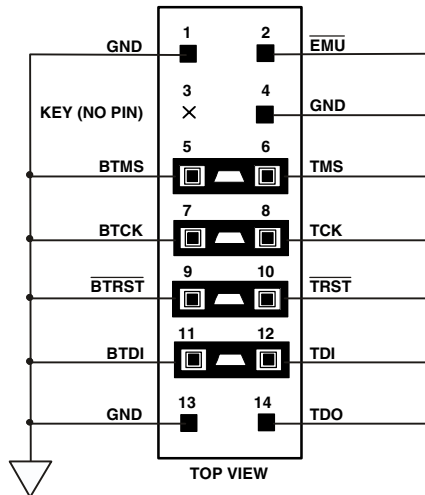 1 2
GND EMU
3 4
KEY (NO PIN) GND
5 6
BTMS TMS
7 8
BTCK TCK
9 10
BTRST TRST
11 12
BTDI TDI
13 14
GND TDO
TOP VIEW